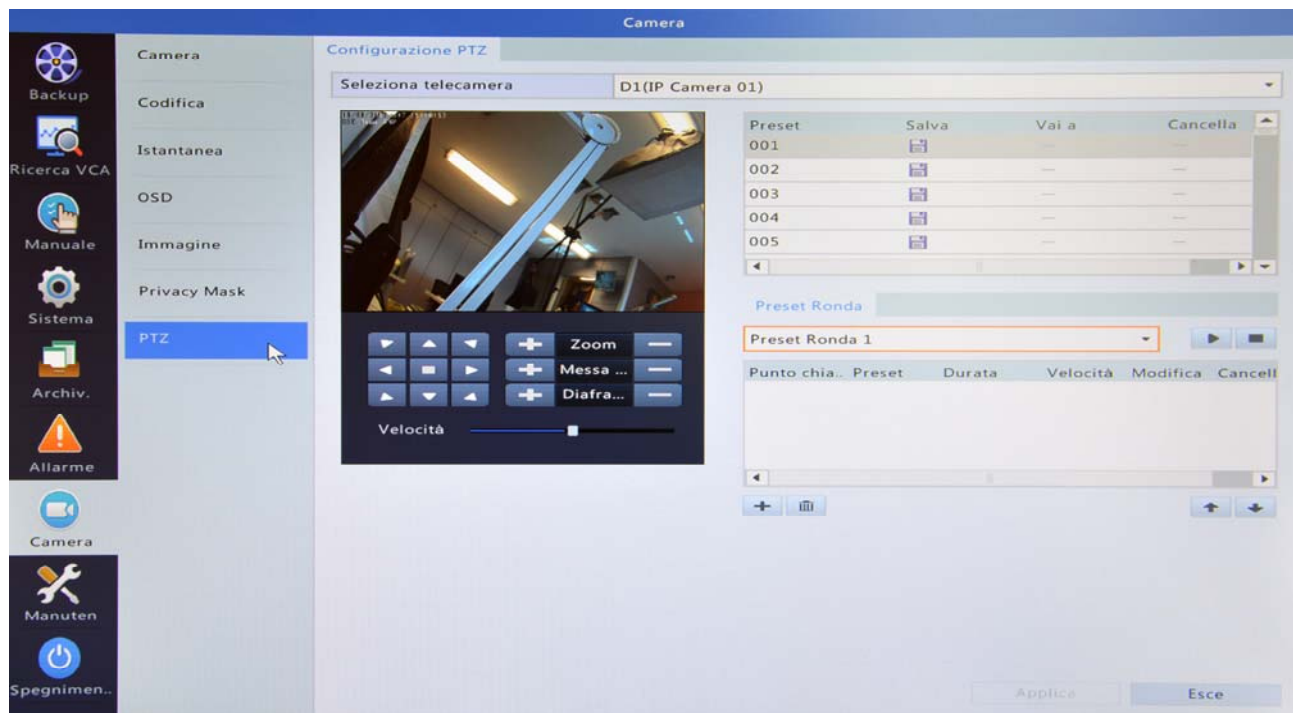 Camera
Backup
Ricerca VCA
Manuale
Sistema
Archiv.
Allarme
Camera
Manuten
Spegnimen..
Camera
Codifica
Istantanea
OSD
Immagine
Privacy Mask
PTZ
Configurazione PTZ
Seleziona telecamera D1(IP Camera 01)
Zoom
Messa ...
Diafra...
Velocità
Preset Salva Vai a Cancella
001
002
003
004
005
Preset Ronda
Preset Ronda 1
Punto chia.. Preset Durata Velocità Modifica Cancell
Applica Esce